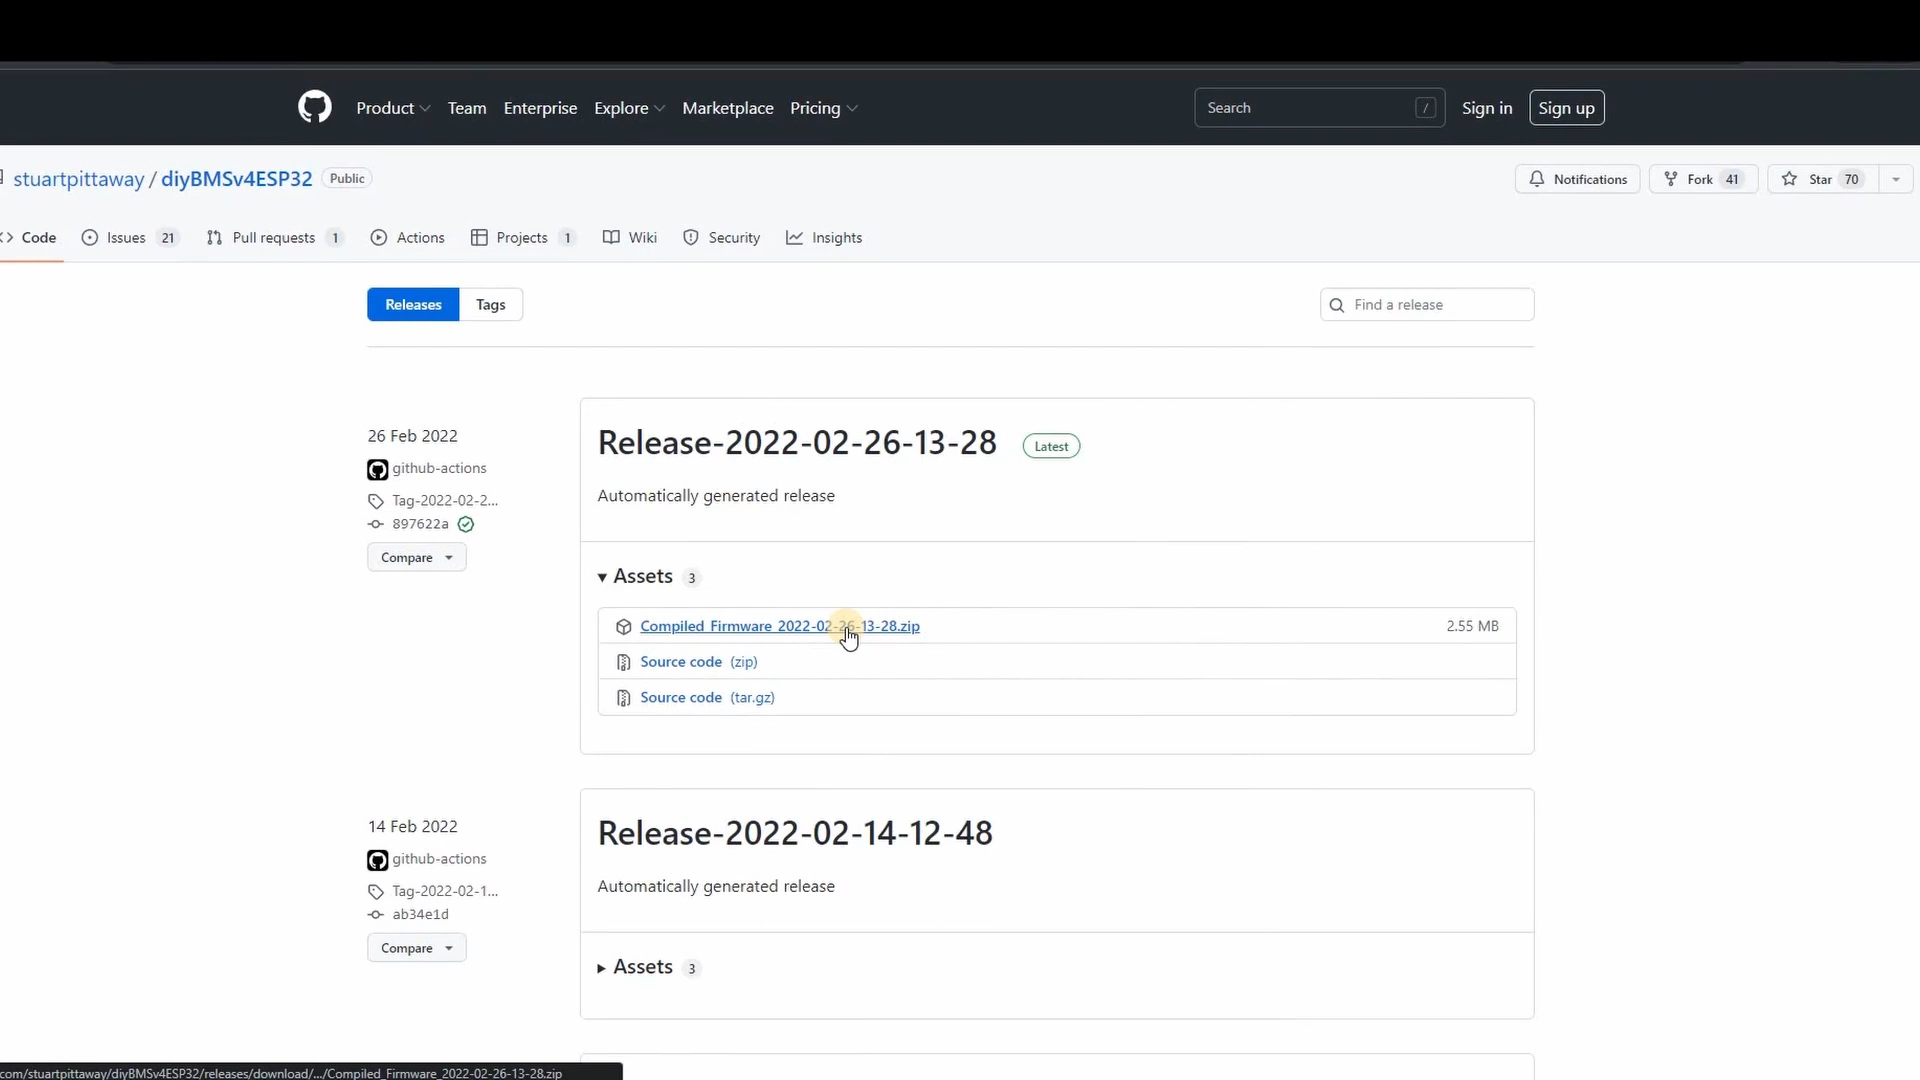 Product Team Enterprise Explore Marketplace Pricing Search / Sign in Sign up
stuartpittaway / diyBMSv4ESP32 Public Notifications Fork 41 Star 70
Code Issues 21 Pull requests 1 Actions Projects 1 Wiki Security Insights
Releases Tags Find a release
26 Feb 2022
github-actions
Tag-2022-02-2...
897622a
Compare
Release-2022-02-26-13-28 Latest
Automatically generated release
Assets 3
Compiled_Firmware_2022-02-26-13-28.zip 2.55 MB
Source code (zip)
Source code (tar.gz)
14 Feb 2022
github-actions
Tag-2022-02-1...
ab34e1d
Compare
Release-2022-02-14-12-48
Automatically generated release
Assets 3
com/stuartpittaway/diyBMSv4ESP32/releases/download/.../Compiled_Firmware_2022-02-26-13-28.zip